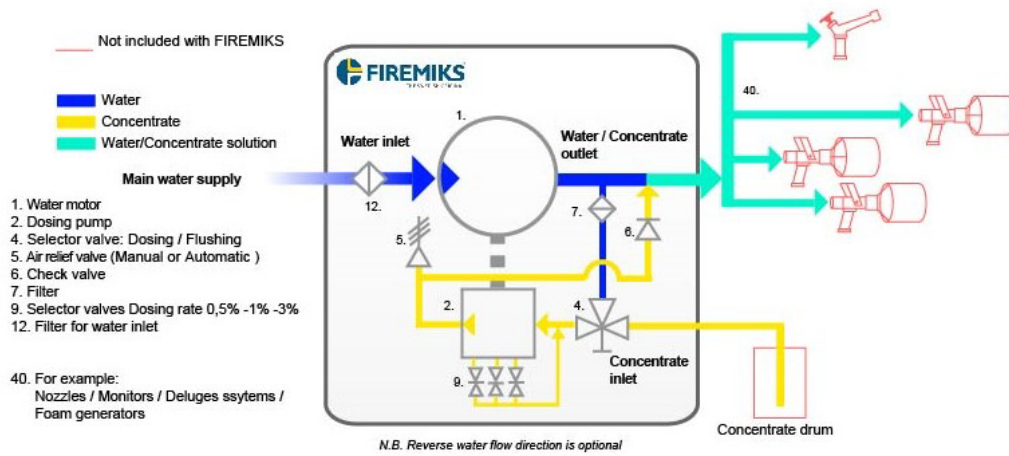 Not included with FIREMIKS
Water
Concentrate
Water/Concentrate solution
Main water supply
1. Water motor
2. Dosing pump
4. Selector valve: Dosing / Flushing
5. Air relief valve (Manual or Automatic )
6. Check valve
7. Filter
9. Selector valves Dosing rate 0,5% -1% -3%
12. Filter for water inlet
40. For example:
Nozzles / Monitors / Deluges ssytems /
Foam generators
FIREMIKS
1.
Water inlet
Water / Concentrate
outlet
12.
7.
5.
6.
2.
4.
9.
Concentrate
inlet
40.
Concentrate drum
N.B. Reverse water flow direction is optional